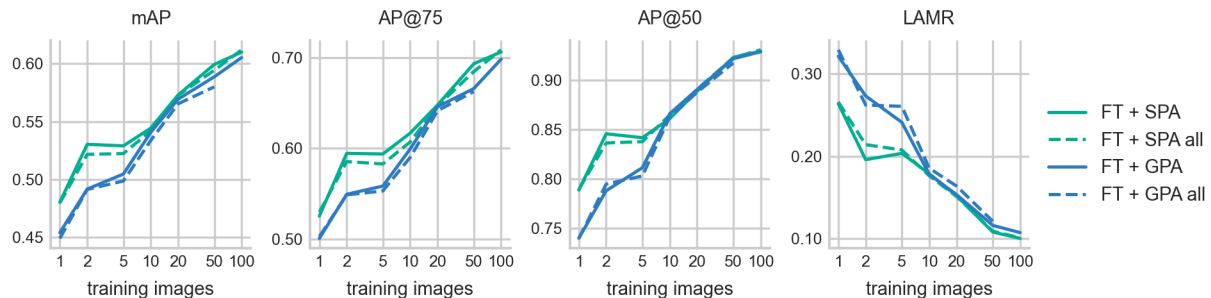 mAP
AP@75
AP@50
LAMR
0.60
0.55
0.50
0.45
1 2 5 10 20 50 100
training images
0.70
0.60
0.50
1 2 5 10 20 50 100
training images
0.90
0.85
0.80
0.75
1 2 5 10 20 50 100
training images
0.30
0.20
0.10
1 2 5 10 20 50 100
training images
FT + SPA
FT + SPA all
FT + GPA
FT + GPA all